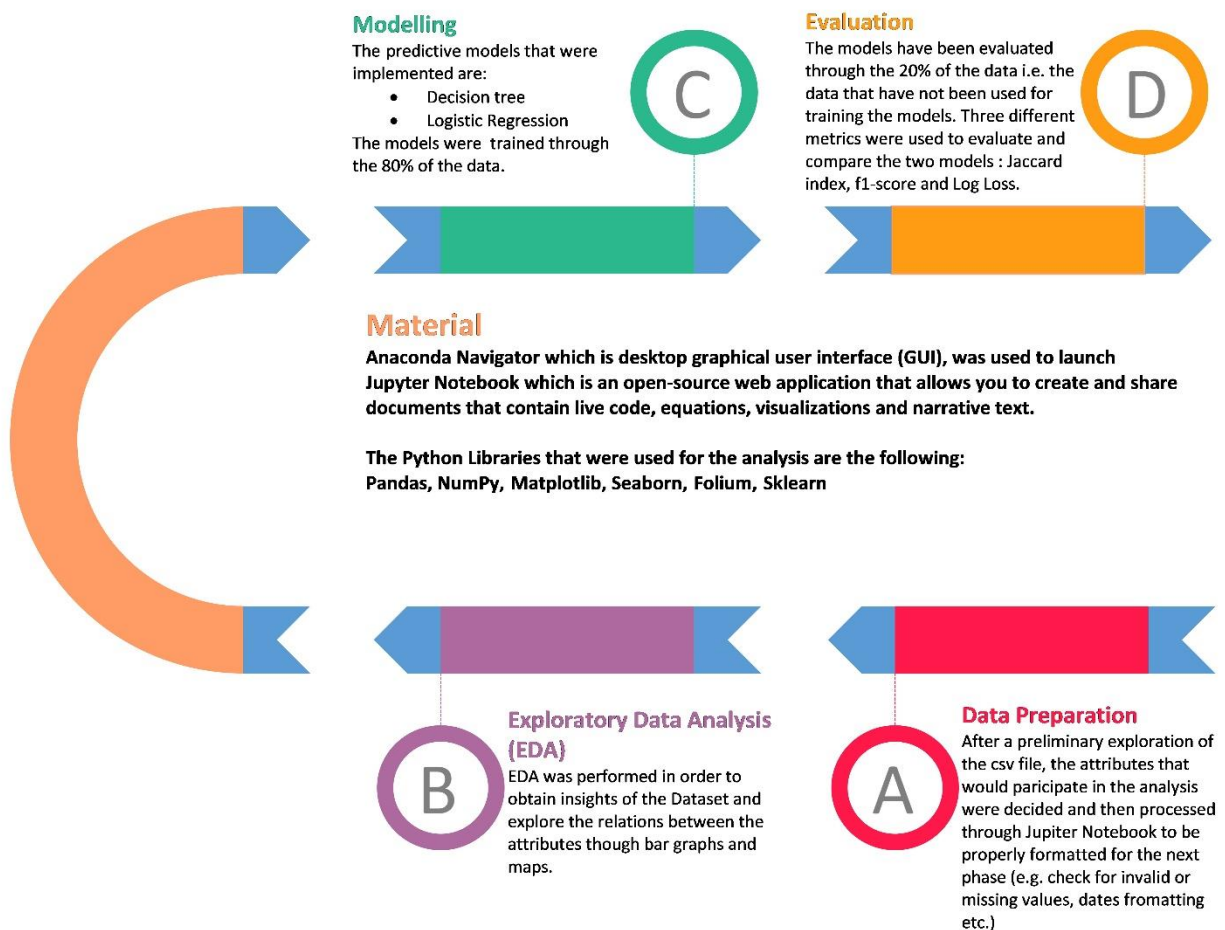 Modelling
The predictive models that were
implemented are:
• Decision tree
• Logistic Regression
The models were trained through
the 80% of the data.
C
Evaluation
The models have been evaluated
through the 20% of the data i.e. the
data that have not been used for
training the models. Three different
metrics were used to evaluate and
compare the two models : Jaccard
index, f1-score and Log Loss.
D
Material
Anaconda Navigator which is desktop graphical user interface (GUI), was used to launch
Jupyter Notebook which is an open-source web application that allows you to create and share
documents that contain live code, equations, visualizations and narrative text.
The Python Libraries that were used for the analysis are the following:
Pandas, NumPy, Matplotlib, Seaborn, Folium, Sklearn
B
Exploratory Data Analysis
(EDA)
EDA was performed in order to
obtain insights of the Dataset and
explore the relations between the
attributes though bar graphs and
maps.
A
Data Preparation
After a preliminary exploration of
the csv file, the attributes that
would paricipate in the analysis
were decided and then processed
through Jupiter Notebook to be
properly formatted for the next
phase (e.g. check for invalid or
missing values, dates fromatting
etc.)